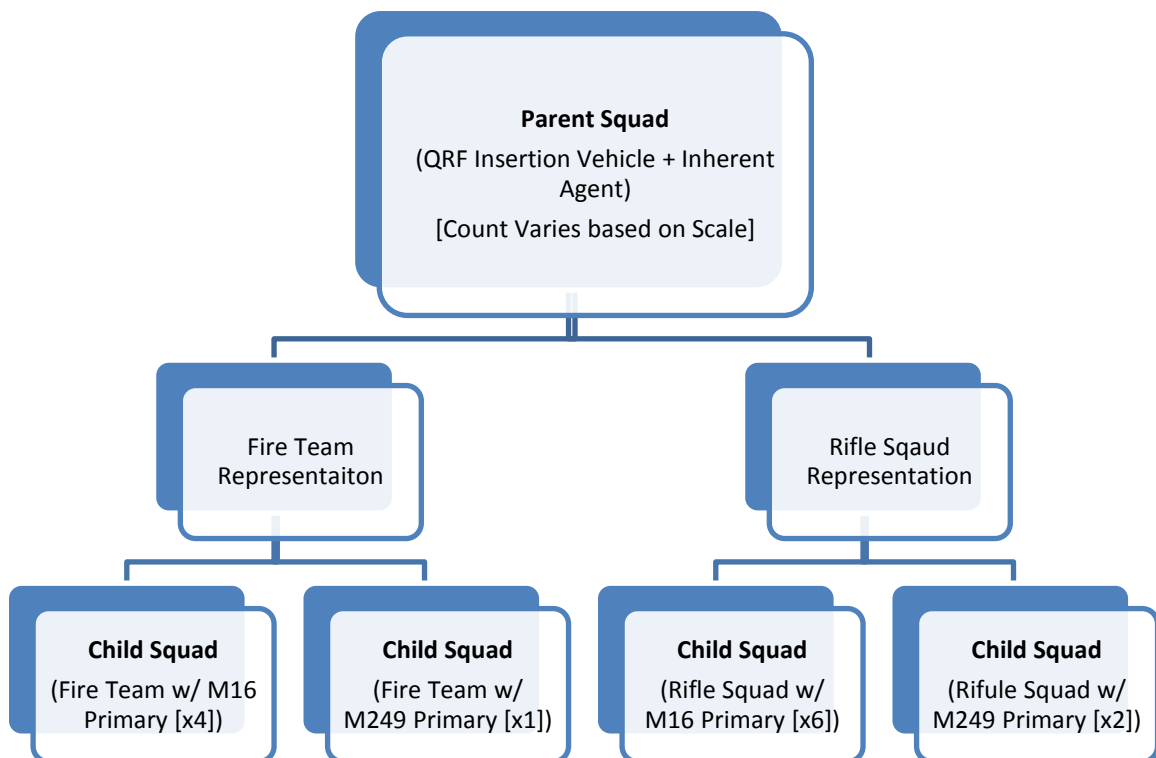 Parent Squad
(QRF Insertion Vehicle + Inherent
Agent)
[Count Varies based on Scale]
Fire Team
Representaiton
Rifle Sqaud
Representation
Child Squad
(Fire Team w/ M16
Primary [x4])
Child Squad
(Fire Team w/
M249 Primary [x1])
Child Squad
(Rifle Squad w/
M16 Primary [x6])
Child Squad
(Rifule Squad w/
M249 Primary [x2])